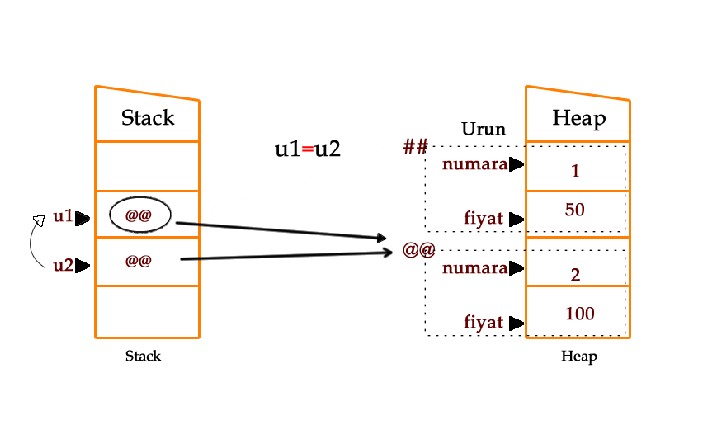 Stack
u1=u2
##
Urun
Heap
numara
1
u1
@@
fiyat
50
u2
@@
@@
numara
2
fiyat
100
Stack
Heap